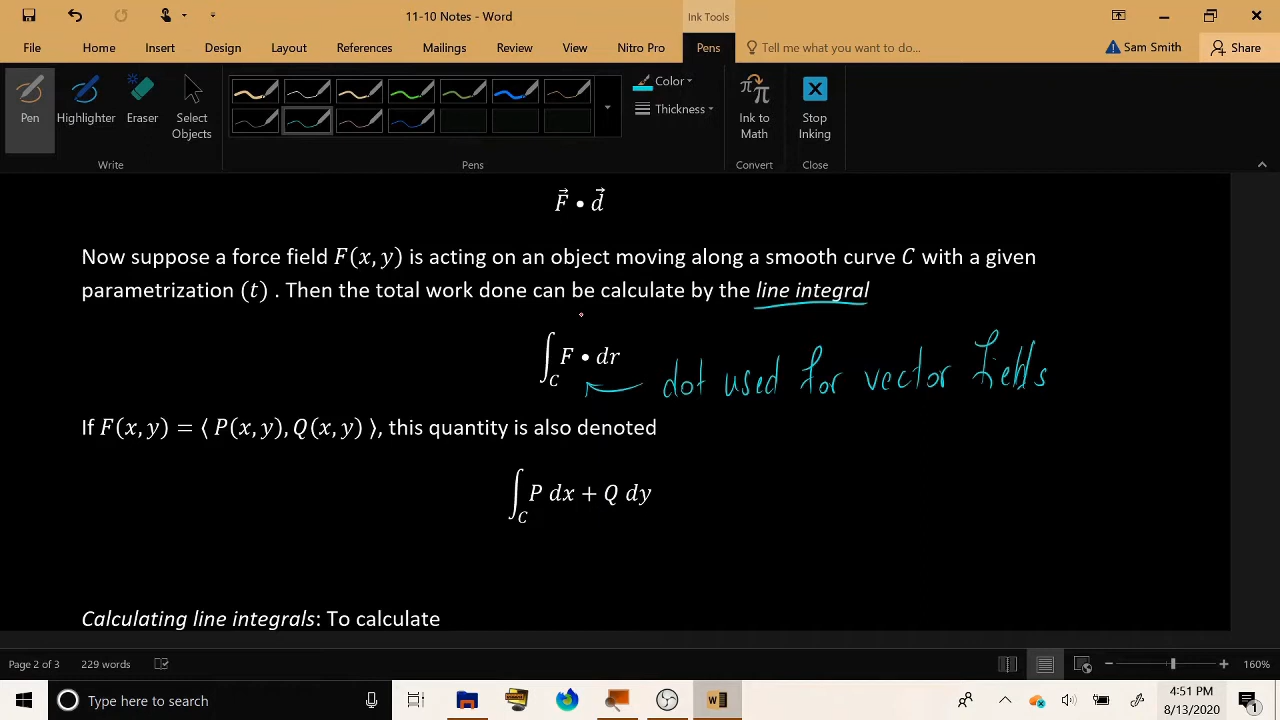 11-10 Notes - Word
Ink Tools
File Home Insert Design Layout References Mailings Review View Nitro Pro Pens Tell me what you want to do... Sam Smith Share
Pen Highlighter Eraser Select Objects
Color
Thickness
Ink to Math
Stop Inking
Write Pens Convert Close
F⃗ • d⃗
Now suppose a force field F(x, y) is acting on an object moving along a smooth curve C with a given
parametrization (t) . Then the total work done can be calculate by the line integral
∫_C F • dr
dot used for vector fields
If F(x, y) = ⟨ P(x, y), Q(x, y) ⟩, this quantity is also denoted
∫_C P dx + Q dy
Calculating line integrals: To calculate
Page 2 of 3 229 words 160%
Type here to search
4:51 PM
8/13/2020
1